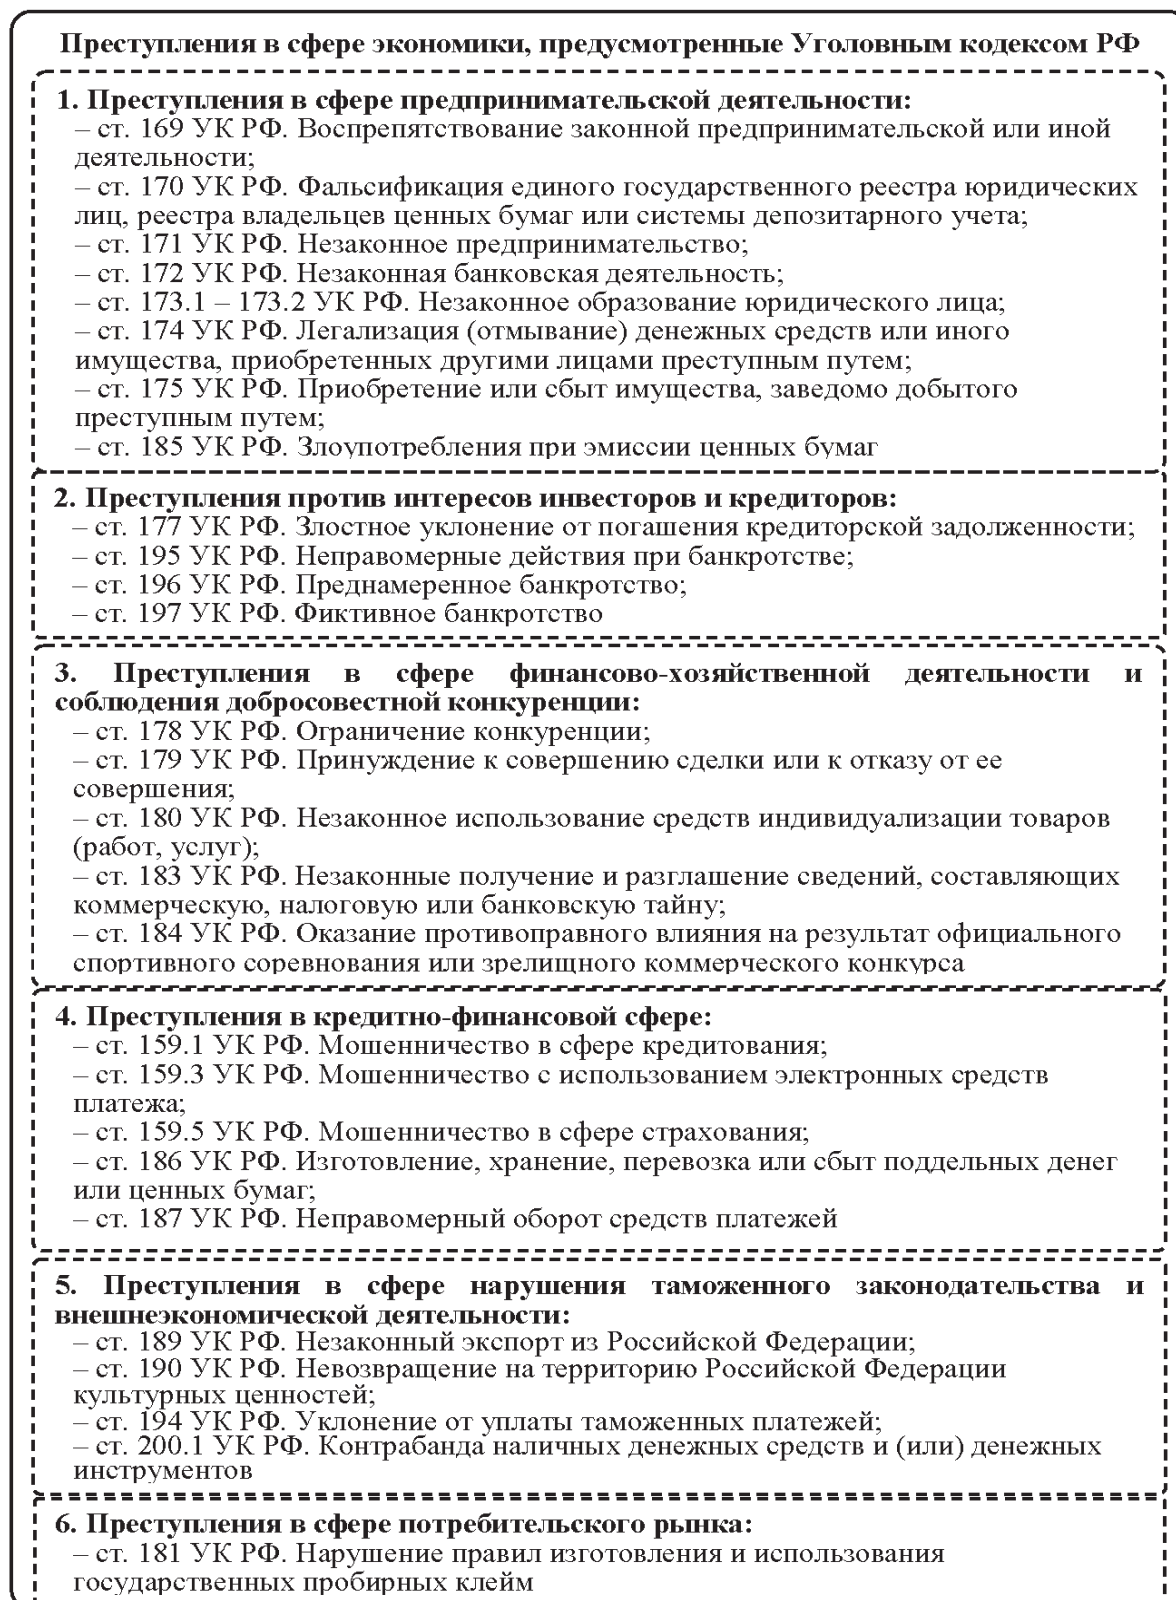 Преступления в сфере экономики, предусмотренные Уголовным кодексом РФ
1. Преступления в сфере предпринимательской деятельности:
– ст. 169 УК РФ. Воспрепятствование законной предпринимательской или иной
деятельности;
– ст. 170 УК РФ. Фальсификация единого государственного реестра юридических
лиц, реестра владельцев ценных бумаг или системы депозитарного учета;
– ст. 171 УК РФ. Незаконное предпринимательство;
– ст. 172 УК РФ. Незаконная банковская деятельность;
– ст. 173.1 – 173.2 УК РФ. Незаконное образование юридического лица;
– ст. 174 УК РФ. Легализация (отмывание) денежных средств или иного
имущества, приобретенных другими лицами преступным путем;
– ст. 175 УК РФ. Приобретение или сбыт имущества, заведомо добытого
преступным путем;
– ст. 185 УК РФ. Злоупотребления при эмиссии ценных бумаг
2. Преступления против интересов инвесторов и кредиторов:
– ст. 177 УК РФ. Злостное уклонение от погашения кредиторской задолженности;
– ст. 195 УК РФ. Неправомерные действия при банкротстве;
– ст. 196 УК РФ. Преднамеренное банкротство;
– ст. 197 УК РФ. Фиктивное банкротство
3. Преступления в сфере финансово-хозяйственной деятельности и
соблюдения добросовестной конкуренции:
– ст. 178 УК РФ. Ограничение конкуренции;
– ст. 179 УК РФ. Принуждение к совершению сделки или к отказу от ее
совершения;
– ст. 180 УК РФ. Незаконное использование средств индивидуализации товаров
(работ, услуг);
– ст. 183 УК РФ. Незаконные получение и разглашение сведений, составляющих
коммерческую, налоговую или банковскую тайну;
– ст. 184 УК РФ. Оказание противоправного влияния на результат официального
спортивного соревнования или зрелищного коммерческого конкурса
4. Преступления в кредитно-финансовой сфере:
– ст. 159.1 УК РФ. Мошенничество в сфере кредитования;
– ст. 159.3 УК РФ. Мошенничество с использованием электронных средств
платежа;
– ст. 159.5 УК РФ. Мошенничество в сфере страхования;
– ст. 186 УК РФ. Изготовление, хранение, перевозка или сбыт поддельных денег
или ценных бумаг;
– ст. 187 УК РФ. Неправомерный оборот средств платежей
5. Преступления в сфере нарушения таможенного законодательства и
внешнеэкономической деятельности:
– ст. 189 УК РФ. Незаконный экспорт из Российской Федерации;
– ст. 190 УК РФ. Невозвращение на территорию Российской Федерации
культурных ценностей;
– ст. 194 УК РФ. Уклонение от уплаты таможенных платежей;
– ст. 200.1 УК РФ. Контрабанда наличных денежных средств и (или) денежных
инструментов
6. Преступления в сфере потребительского рынка:
– ст. 181 УК РФ. Нарушение правил изготовления и использования
государственных пробирных клейм